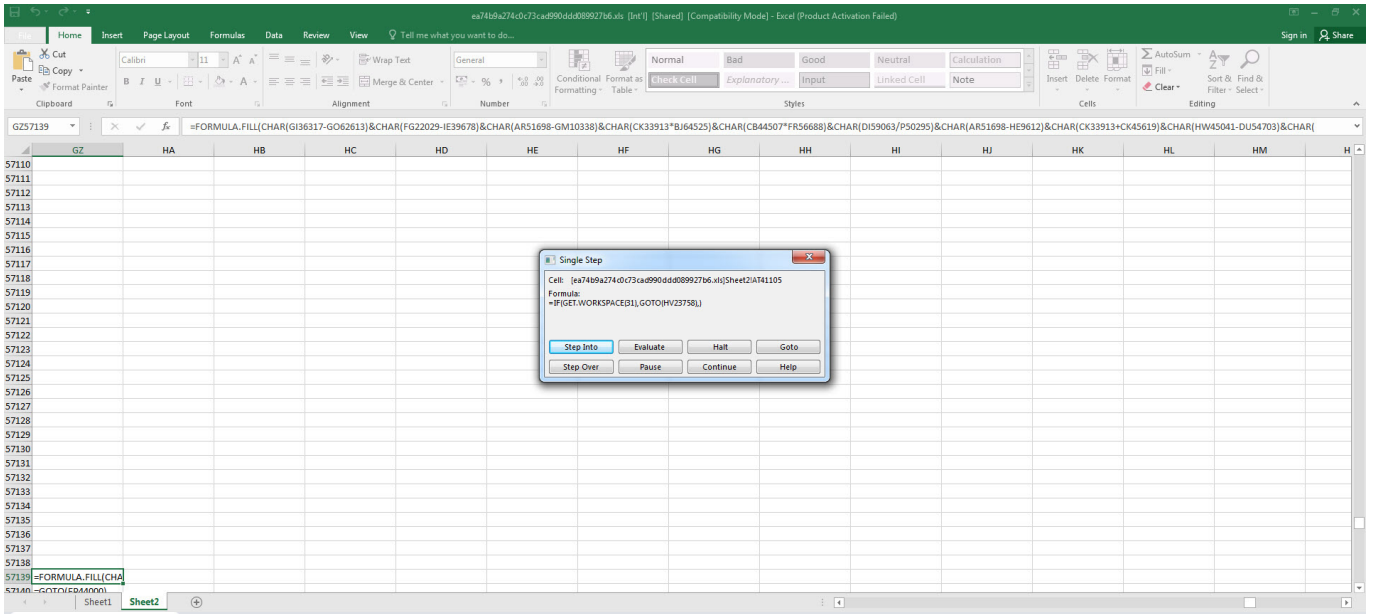 ea74b9a274c0c73cad990ddd089927b6.xls [Int'l] [Shared] [Compatibility Mode] - Excel (Product Activation Failed)
File Home Insert Page Layout Formulas Data Review View Tell me what you want to do... Sign in Share
Paste Cut Copy Format Painter
Calibri 11 A A
B I U A
Wrap Text
Merge & Center
General
% ,
Conditional Formatting Format as Table
Normal Bad Good Neutral Calculation
Check Cell Explanatory ... Input Linked Cell Note
Insert Delete Format
AutoSum
Fill
Clear
Sort & Filter Find & Select
Clipboard Font Alignment Number Styles Cells Editing
GZ57139 fx =FORMULA.FILL(CHAR(GI36317-GO62613)&CHAR(FG22029-IE39678)&CHAR(AR51698-GM10338)&CHAR(CK33913*BJ64525)&CHAR(CB44507*FR56688)&CHAR(DI59063/P50295)&CHAR(AR51698-HE9612)&CHAR(CK33913+CK45619)&CHAR(HW45041-DU54703)&CHAR(
GZ HA HB HC HD HE HF HG HH HI HJ HK HL HM H
57110
57111
57112
57113
57114
57115
57116
57117
57118
57119
57120
57121
57122
57123
57124
57125
57126
57127
57128
57129
57130
57131
57132
57133
57134
57135
57136
57137
57138
57139 =FORMULA.FILL(CHA
57140 =GOTO(FR44000)
Single Step
Cell: [ea74b9a274c0c73cad990ddd089927b6.xls]Sheet2!AT41105
Formula:
=IF(GET.WORKSPACE(31),GOTO(HV23758),)
Step Into Evaluate Halt Goto
Step Over Pause Continue Help
Sheet1 Sheet2